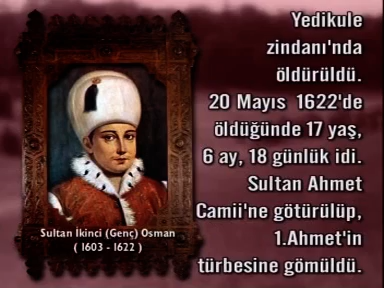 Yedikule
zindanı'nda
öldürüldü.
20 Mayıs 1622'de
öldüğünde 17 yaş,
6 ay, 18 günlük idi.
Sultan Ahmet
Camii'ne götürülüp,
1.Ahmet'in
türbesine gömüldü.
Sultan İkinci (Genç) Osman
( 1603 - 1622 )